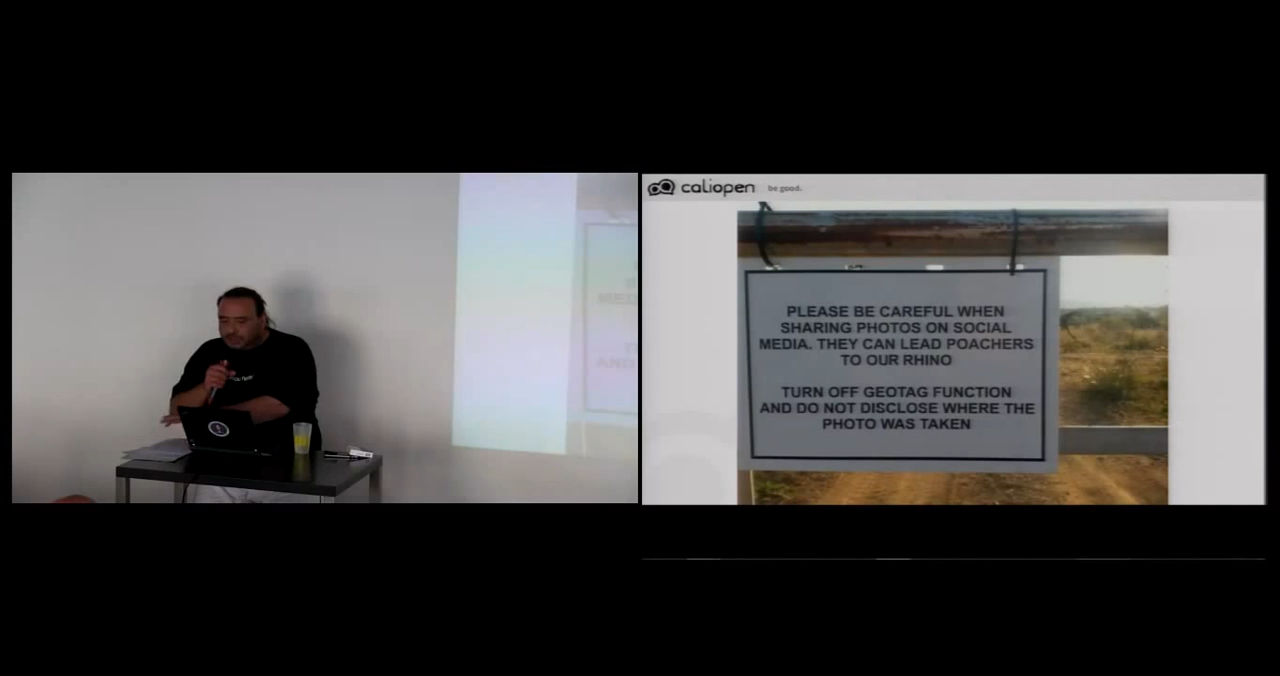 caliopen be good.
PLEASE BE CAREFUL WHEN
SHARING PHOTOS ON SOCIAL
MEDIA. THEY CAN LEAD POACHERS
TO OUR RHINO
TURN OFF GEOTAG FUNCTION
AND DO NOT DISCLOSE WHERE THE
PHOTO WAS TAKEN